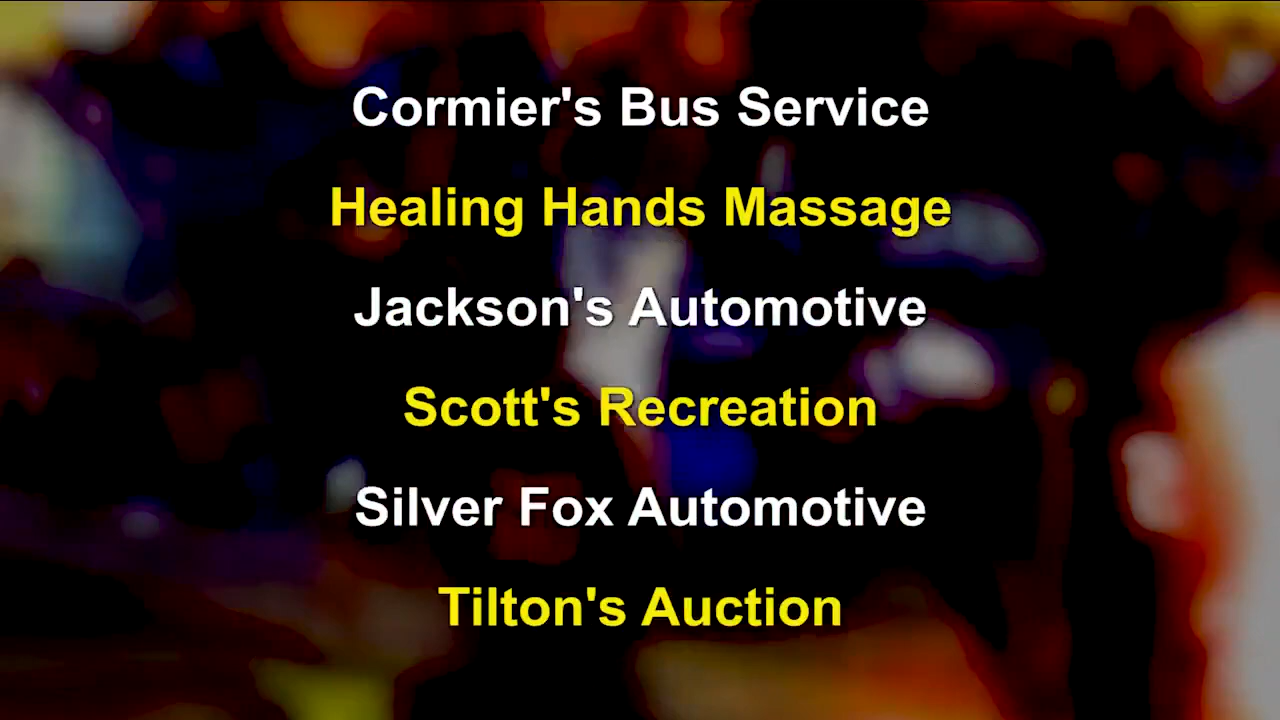 Cormier's Bus Service
Healing Hands Massage
Jackson's Automotive
Scott's Recreation
Silver Fox Automotive
Tilton's Auction